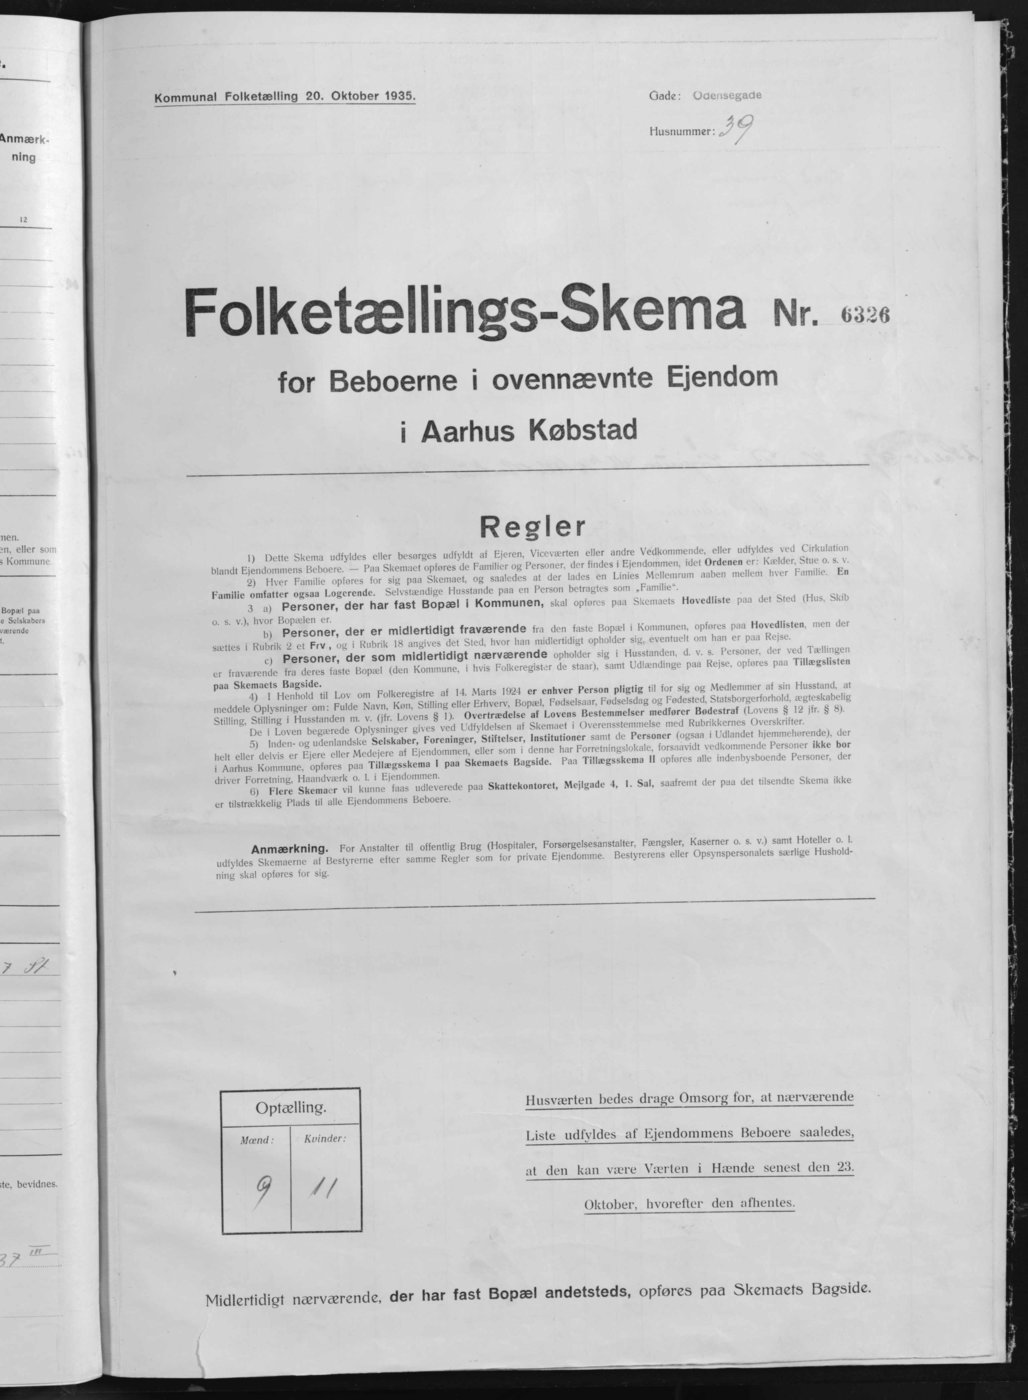 Anmærk-
ning
12
nen.
en, eller som
s Kommune
Bopæl paa
e Selskabers
værende
te, bevidnes.
37 III
Kommunal Folketælling 20. Oktober 1935.
Gade: Odensegade
Husnummer: 39
Folketællings-Skema Nr. 6326
for Beboerne i ovennævnte Ejendom
i Aarhus Købstad
Regler
1) Dette Skema udfyldes eller besørges udfyldt af Ejeren, Viceværten eller andre Vedkommende, eller udfyldes ved Cirkulation
blandt Ejendommens Beboere. — Paa Skemaet opføres de Familier og Personer, der findes i Ejendommen, idet Ordenen er: Kælder, Stue o. s. v.
2) Hver Familie opføres for sig paa Skemaet, og saaledes at der lades en Linies Mellemrum aaben mellem hver Familie. En
Familie omfatter ogsaa Logerende. Selvstændige Husstande paa en Person betragtes som „Familie“.
3 a) Personer, der har fast Bopæl i Kommunen, skal opføres paa Skemaets Hovedliste paa det Sted (Hus, Skib
o. s. v.), hvor Bopælen er.
b) Personer, der er midlertidigt fraværende fra den faste Bopæl i Kommunen, opføres paa Hovedlisten, men der
sættes i Rubrik 2 et Frv., og i Rubrik 18 angives det Sted, hvor han midlertidigt opholder sig, eventuelt om han er paa Rejse.
c) Personer, der som midlertidigt nærværende opholder sig i Husstanden, d. v. s. Personer, der ved Tællingen
er fraværende fra deres faste Bopæl (den Kommune, i hvis Folkeregister de staar), samt Udlændinge paa Rejse, opføres paa Tillægslisten
paa Skemaets Bagside.
4) I Henhold til Lov om Folkeregistre af 14. Marts 1924 er enhver Person pligtig til for sig og Medlemmer af sin Husstand, at
meddele Oplysninger om: Fulde Navn, Køn, Stilling eller Erhverv, Bopæl, Fødselsaar, Fødselsdag og Fødested, Statsborgerforhold, ægteskabelig
Stilling, Stilling i Husstanden m. v. (jfr. Lovens § 1). Overtrædelse af Lovens Bestemmelser medfører Bødestraf (Lovens § 12 jfr. § 8).
De i Loven begærede Oplysninger gives ved Udfyldelsen af Skemaet i Overensstemmelse med Rubrikkernes Overskrifter.
5) Inden- og udenlandske Selskaber, Foreninger, Stiftelser, Institutioner samt de Personer (ogsaa i Udlandet hjemmehørende), der
helt eller delvis er Ejere eller Medejere af Ejendommen, eller som i denne har Forretningslokale, forsaavidt vedkommende Personer ikke bor
i Aarhus Kommune, opføres paa Tillægsskema I paa Skemaets Bagside. Paa Tillægsskema II opføres alle indenbysboende Personer, der
driver Forretning, Haandværk o. l. i Ejendommen.
6) Flere Skemaer vil kunne faas udleverede paa Skattekontoret, Mejlgade 4, 1. Sal, saafremt der paa det tilsendte Skema ikke
er tilstrækkelig Plads til alle Ejendommens Beboere.
Anmærkning. For Anstalter til offentlig Brug (Hospitaler, Forsørgelsesanstalter, Fængsler, Kaserner o. s. v.) samt Hoteller o. l.
udfyldes Skemaerne af Bestyrerne efter samme Regler som for private Ejendomme. Bestyrerens eller Opsynspersonalets særlige Hushold-
ning skal opføres for sig.
Optælling.
Mænd: Kvinder:
9 11
Husværten bedes drage Omsorg for, at nærværende
Liste udfyldes af Ejendommens Beboere saaledes,
at den kan være Værten i Hænde senest den 23.
Oktober, hvorefter den afhentes.
Midlertidigt nærværende, der har fast Bopæl andetsteds, opføres paa Skemaets Bagside.